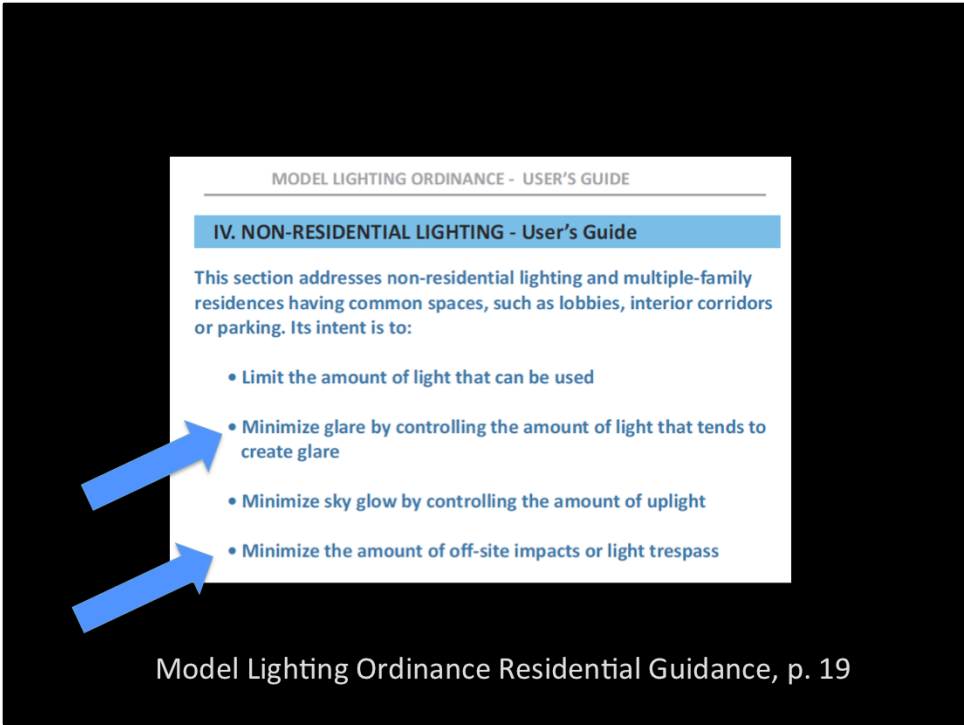 MODEL LIGHTING ORDINANCE - USER'S GUIDE
IV. NON-RESIDENTIAL LIGHTING - User's Guide
This section addresses non-residential lighting and multiple-family
residences having common spaces, such as lobbies, interior corridors
or parking. Its intent is to:
• Limit the amount of light that can be used
• Minimize glare by controlling the amount of light that tends to
create glare
• Minimize sky glow by controlling the amount of uplight
• Minimize the amount of off-site impacts or light trespass
Model Lighting Ordinance Residential Guidance, p. 19